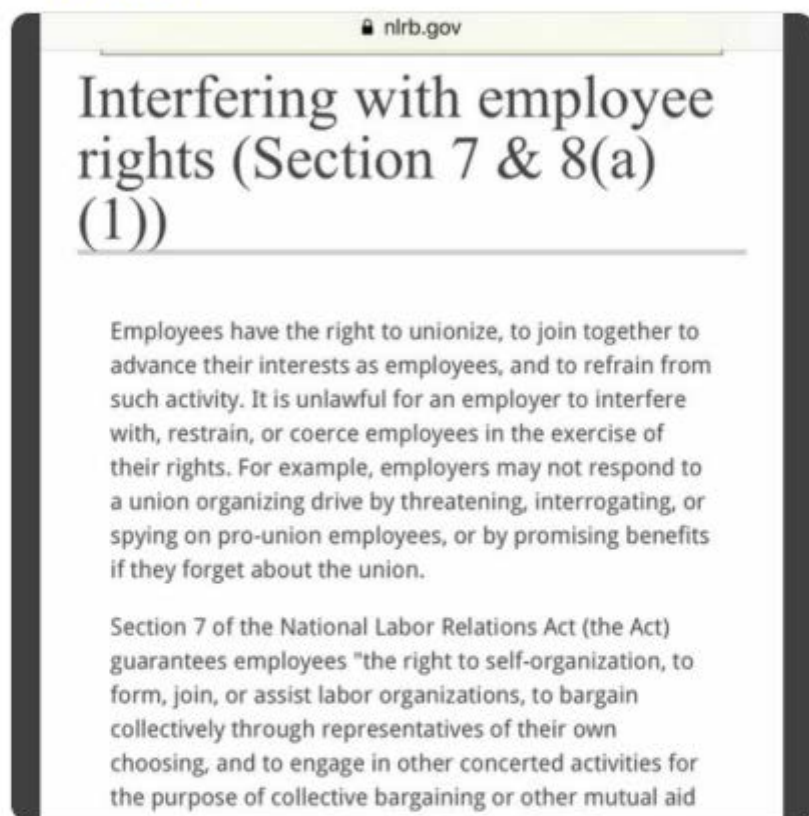 nlrb.gov
Interfering with employee
rights (Section 7 & 8(a)
(1))
Employees have the right to unionize, to join together to
advance their interests as employees, and to refrain from
such activity. It is unlawful for an employer to interfere
with, restrain, or coerce employees in the exercise of
their rights. For example, employers may not respond to
a union organizing drive by threatening, interrogating, or
spying on pro-union employees, or by promising benefits
if they forget about the union.
Section 7 of the National Labor Relations Act (the Act)
guarantees employees "the right to self-organization, to
form, join, or assist labor organizations, to bargain
collectively through representatives of their own
choosing, and to engage in other concerted activities for
the purpose of collective bargaining or other mutual aid